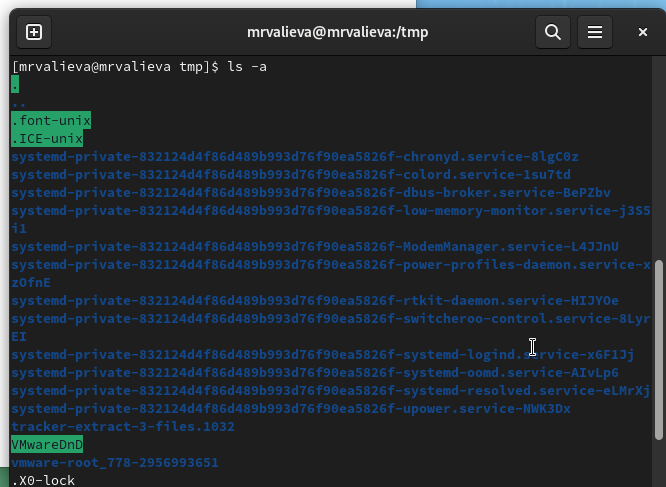 mrvalieva@mrvalieva:/tmp
[mrvalieva@mrvalieva tmp]$ ls -a
.
..
.font-unix
.ICE-unix
systemd-private-832124d4f86d489b993d76f90ea5826f-chronyd.service-8lgC0z
systemd-private-832124d4f86d489b993d76f90ea5826f-colord.service-1su7td
systemd-private-832124d4f86d489b993d76f90ea5826f-dbus-broker.service-BePZbv
systemd-private-832124d4f86d489b993d76f90ea5826f-low-memory-monitor.service-j3S5
i1
systemd-private-832124d4f86d489b993d76f90ea5826f-ModemManager.service-L4JJnU
systemd-private-832124d4f86d489b993d76f90ea5826f-power-profiles-daemon.service-x
zOfnE
systemd-private-832124d4f86d489b993d76f90ea5826f-rtkit-daemon.service-HIJYOe
systemd-private-832124d4f86d489b993d76f90ea5826f-switcheroo-control.service-8Lyr
EI
systemd-private-832124d4f86d489b993d76f90ea5826f-systemd-logind.service-x6F1Jj
systemd-private-832124d4f86d489b993d76f90ea5826f-systemd-oomd.service-AIvLp6
systemd-private-832124d4f86d489b993d76f90ea5826f-systemd-resolved.service-eLMrXj
systemd-private-832124d4f86d489b993d76f90ea5826f-upower.service-NWK3Dx
tracker-extract-3-files.1032
VMwareDnD
vmware-root_778-2956993651
.X0-lock